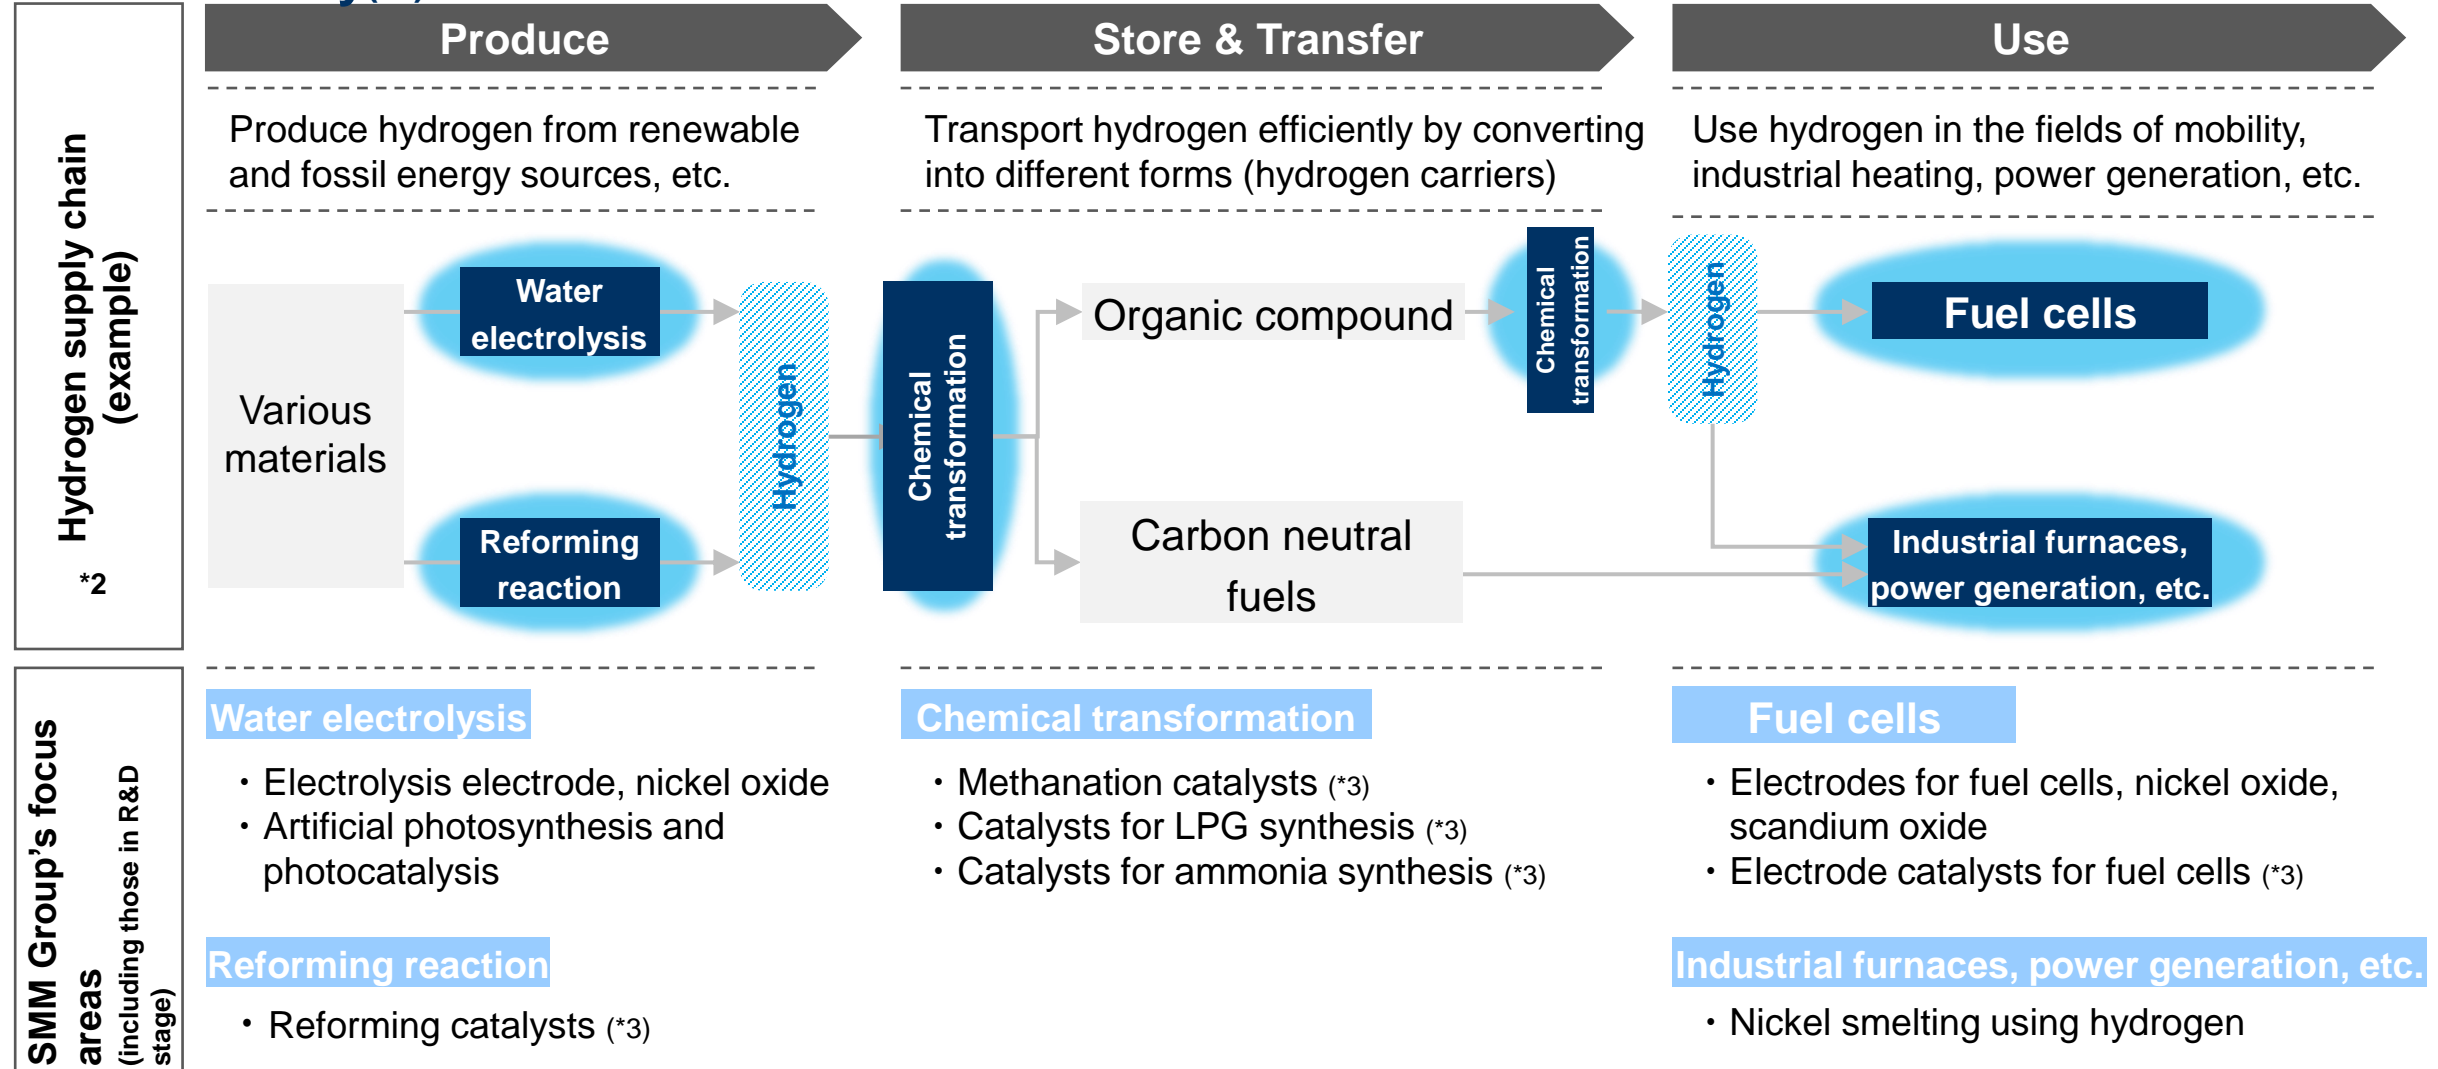 Produce
Store & Transfer
Use
Hydrogen supply chain
(example)
*2
Produce hydrogen from renewable
and fossil energy sources, etc.
Transport hydrogen efficiently by converting
into different forms (hydrogen carriers)
Use hydrogen in the fields of mobility,
industrial heating, power generation, etc.
Various
materials
Water
electrolysis
Reforming
reaction
Hydrogen
Chemical
transformation
Organic compound
Carbon neutral
fuels
Chemical
transformation
Hydrogen
Fuel cells
Industrial furnaces,
power generation, etc.
SMM Group's focus
areas
(including those in R&D
stage)
Water electrolysis
・Electrolysis electrode, nickel oxide
・Artificial photosynthesis and
photocatalysis
Reforming reaction
・Reforming catalysts (*3)
Chemical transformation
・Methanation catalysts (*3)
・Catalysts for LPG synthesis (*3)
・Catalysts for ammonia synthesis (*3)
Fuel cells
・Electrodes for fuel cells, nickel oxide,
scandium oxide
・Electrode catalysts for fuel cells (*3)
Industrial furnaces, power generation, etc.
・Nickel smelting using hydrogen